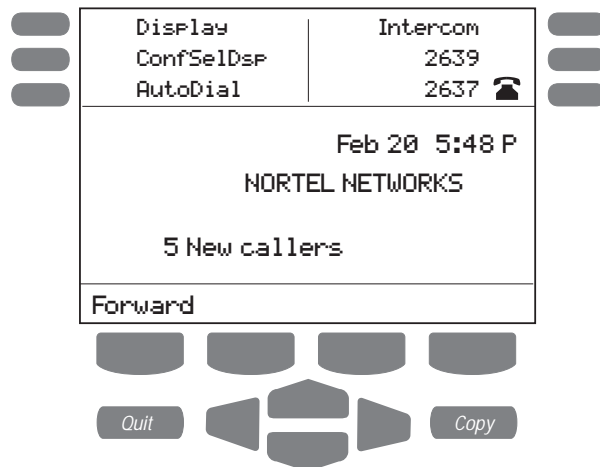 Display Intercom
ConfSelDsp 2639
AutoDial 2637
Feb 20 5:48 P
NORTEL NETWORKS
5 New callers
Forward
Quit Copy